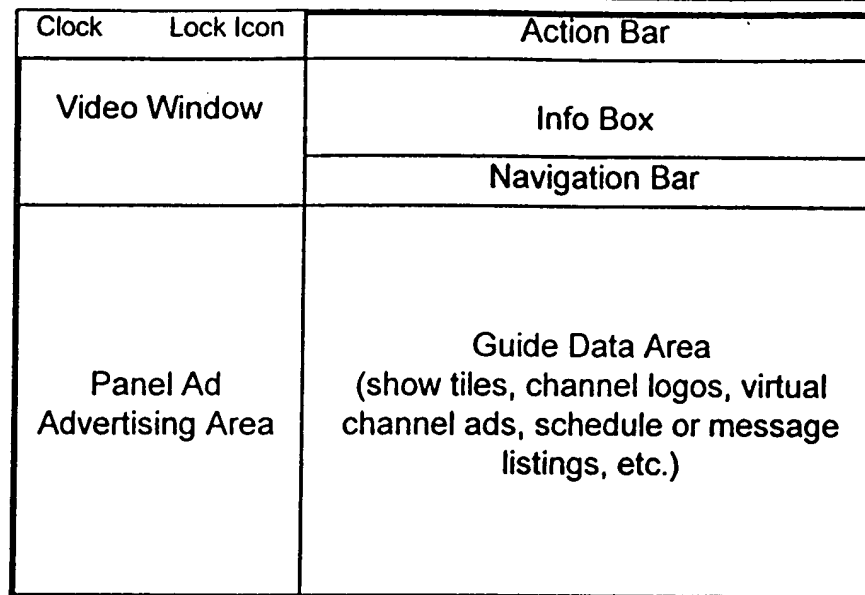 Clock Lock Icon
Action Bar
Video Window
Info Box
Navigation Bar
Panel Ad
Advertising Area
Guide Data Area
(show tiles, channel logos, virtual
channel ads, schedule or message
listings, etc.)